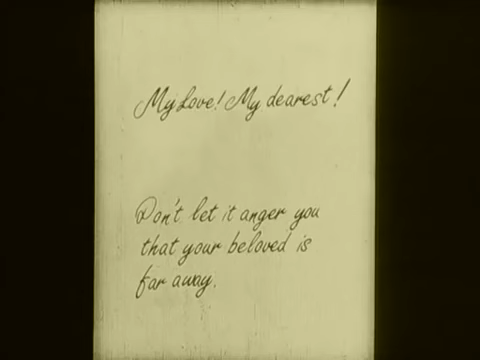 My Love! My dearest!
Don't let it anger you
that your beloved is
far away.